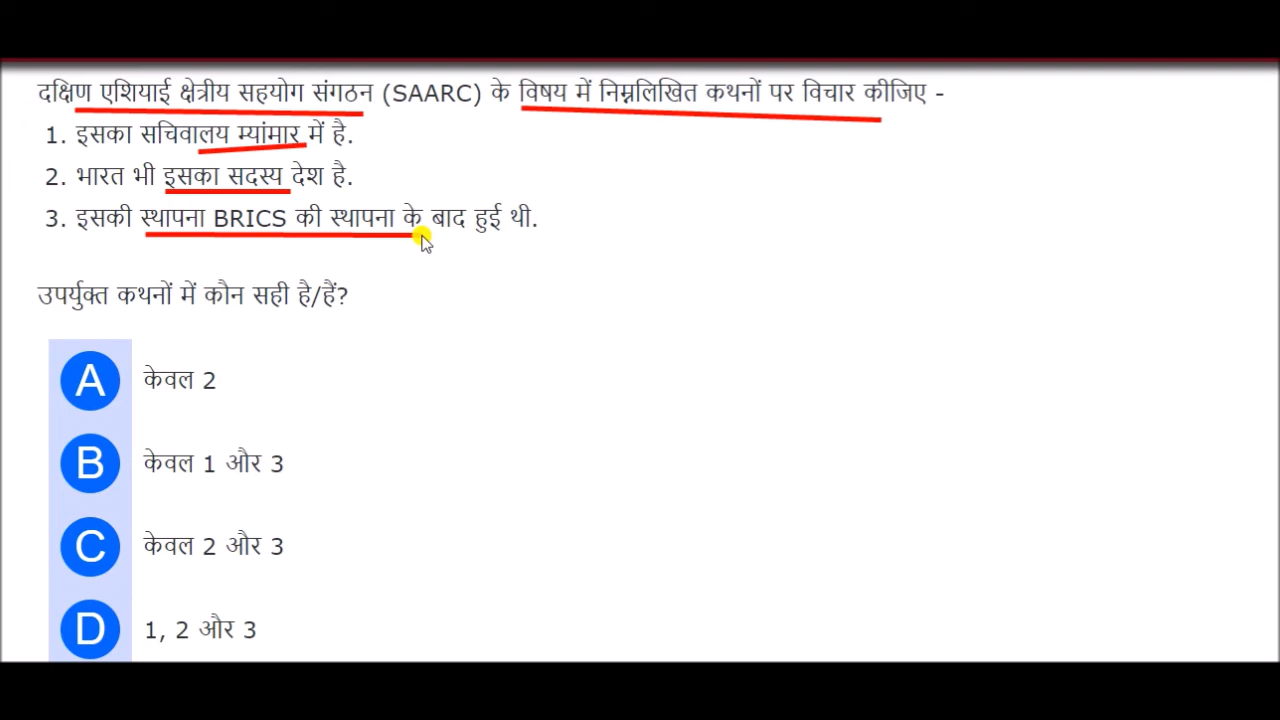 दक्षिण एशियाई क्षेत्रीय सहयोग संगठन (SAARC) के विषय में निम्नलिखित कथनों पर विचार कीजिए -
1. इसका सचिवालय म्यांमार में है.
2. भारत भी इसका सदस्य देश है.
3. इसकी स्थापना BRICS की स्थापना के बाद हुई थी.
उपर्युक्त कथनों में कौन सही है/हैं?
A केवल 2
B केवल 1 और 3
C केवल 2 और 3
D 1, 2 और 3